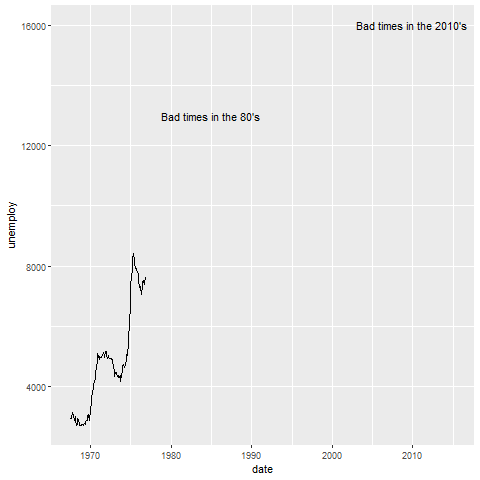 16000
Bad times in the 2010's
Bad times in the 80's
12000
unemploy
8000
4000
1970 1980 1990 2000 2010
date